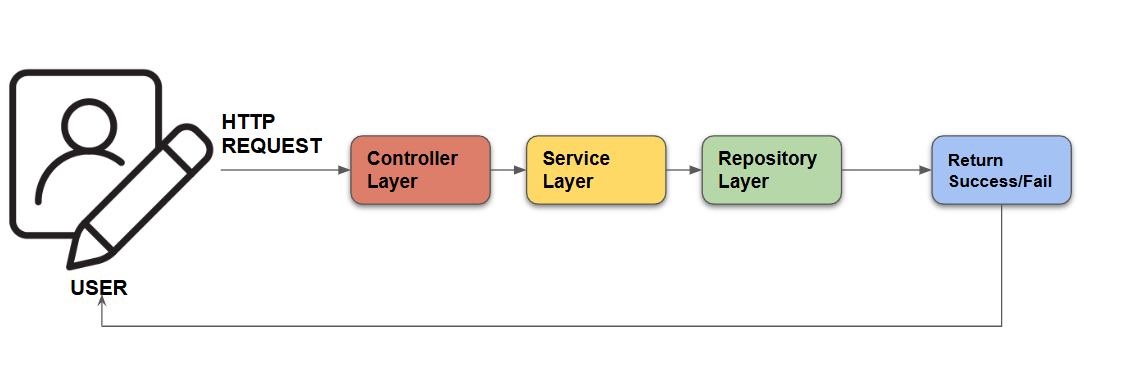 HTTP
REQUEST
Controller
Layer
Service
Layer
Repository
Layer
Return
Success/Fail
USER